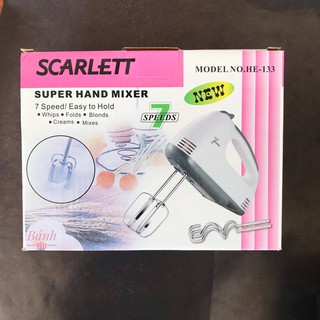 SCARLETT
MODEL NO.HE-133
SUPER HAND MIXER
7 Speed/ Easy to Hold
• Whips • Folds • Blonds
• Creams • Mixes
7
SPEEDS
NEW
Bánh